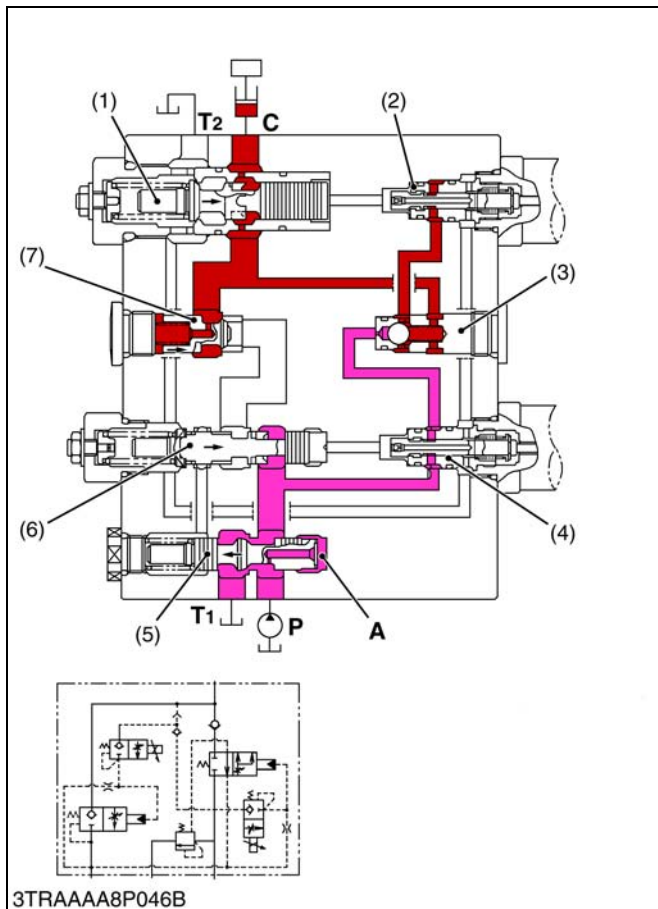 (1)
T2
C
(2)
(7)
(3)
(6)
(4)
(5)
T1
P
A
3TRAAAA8P046B